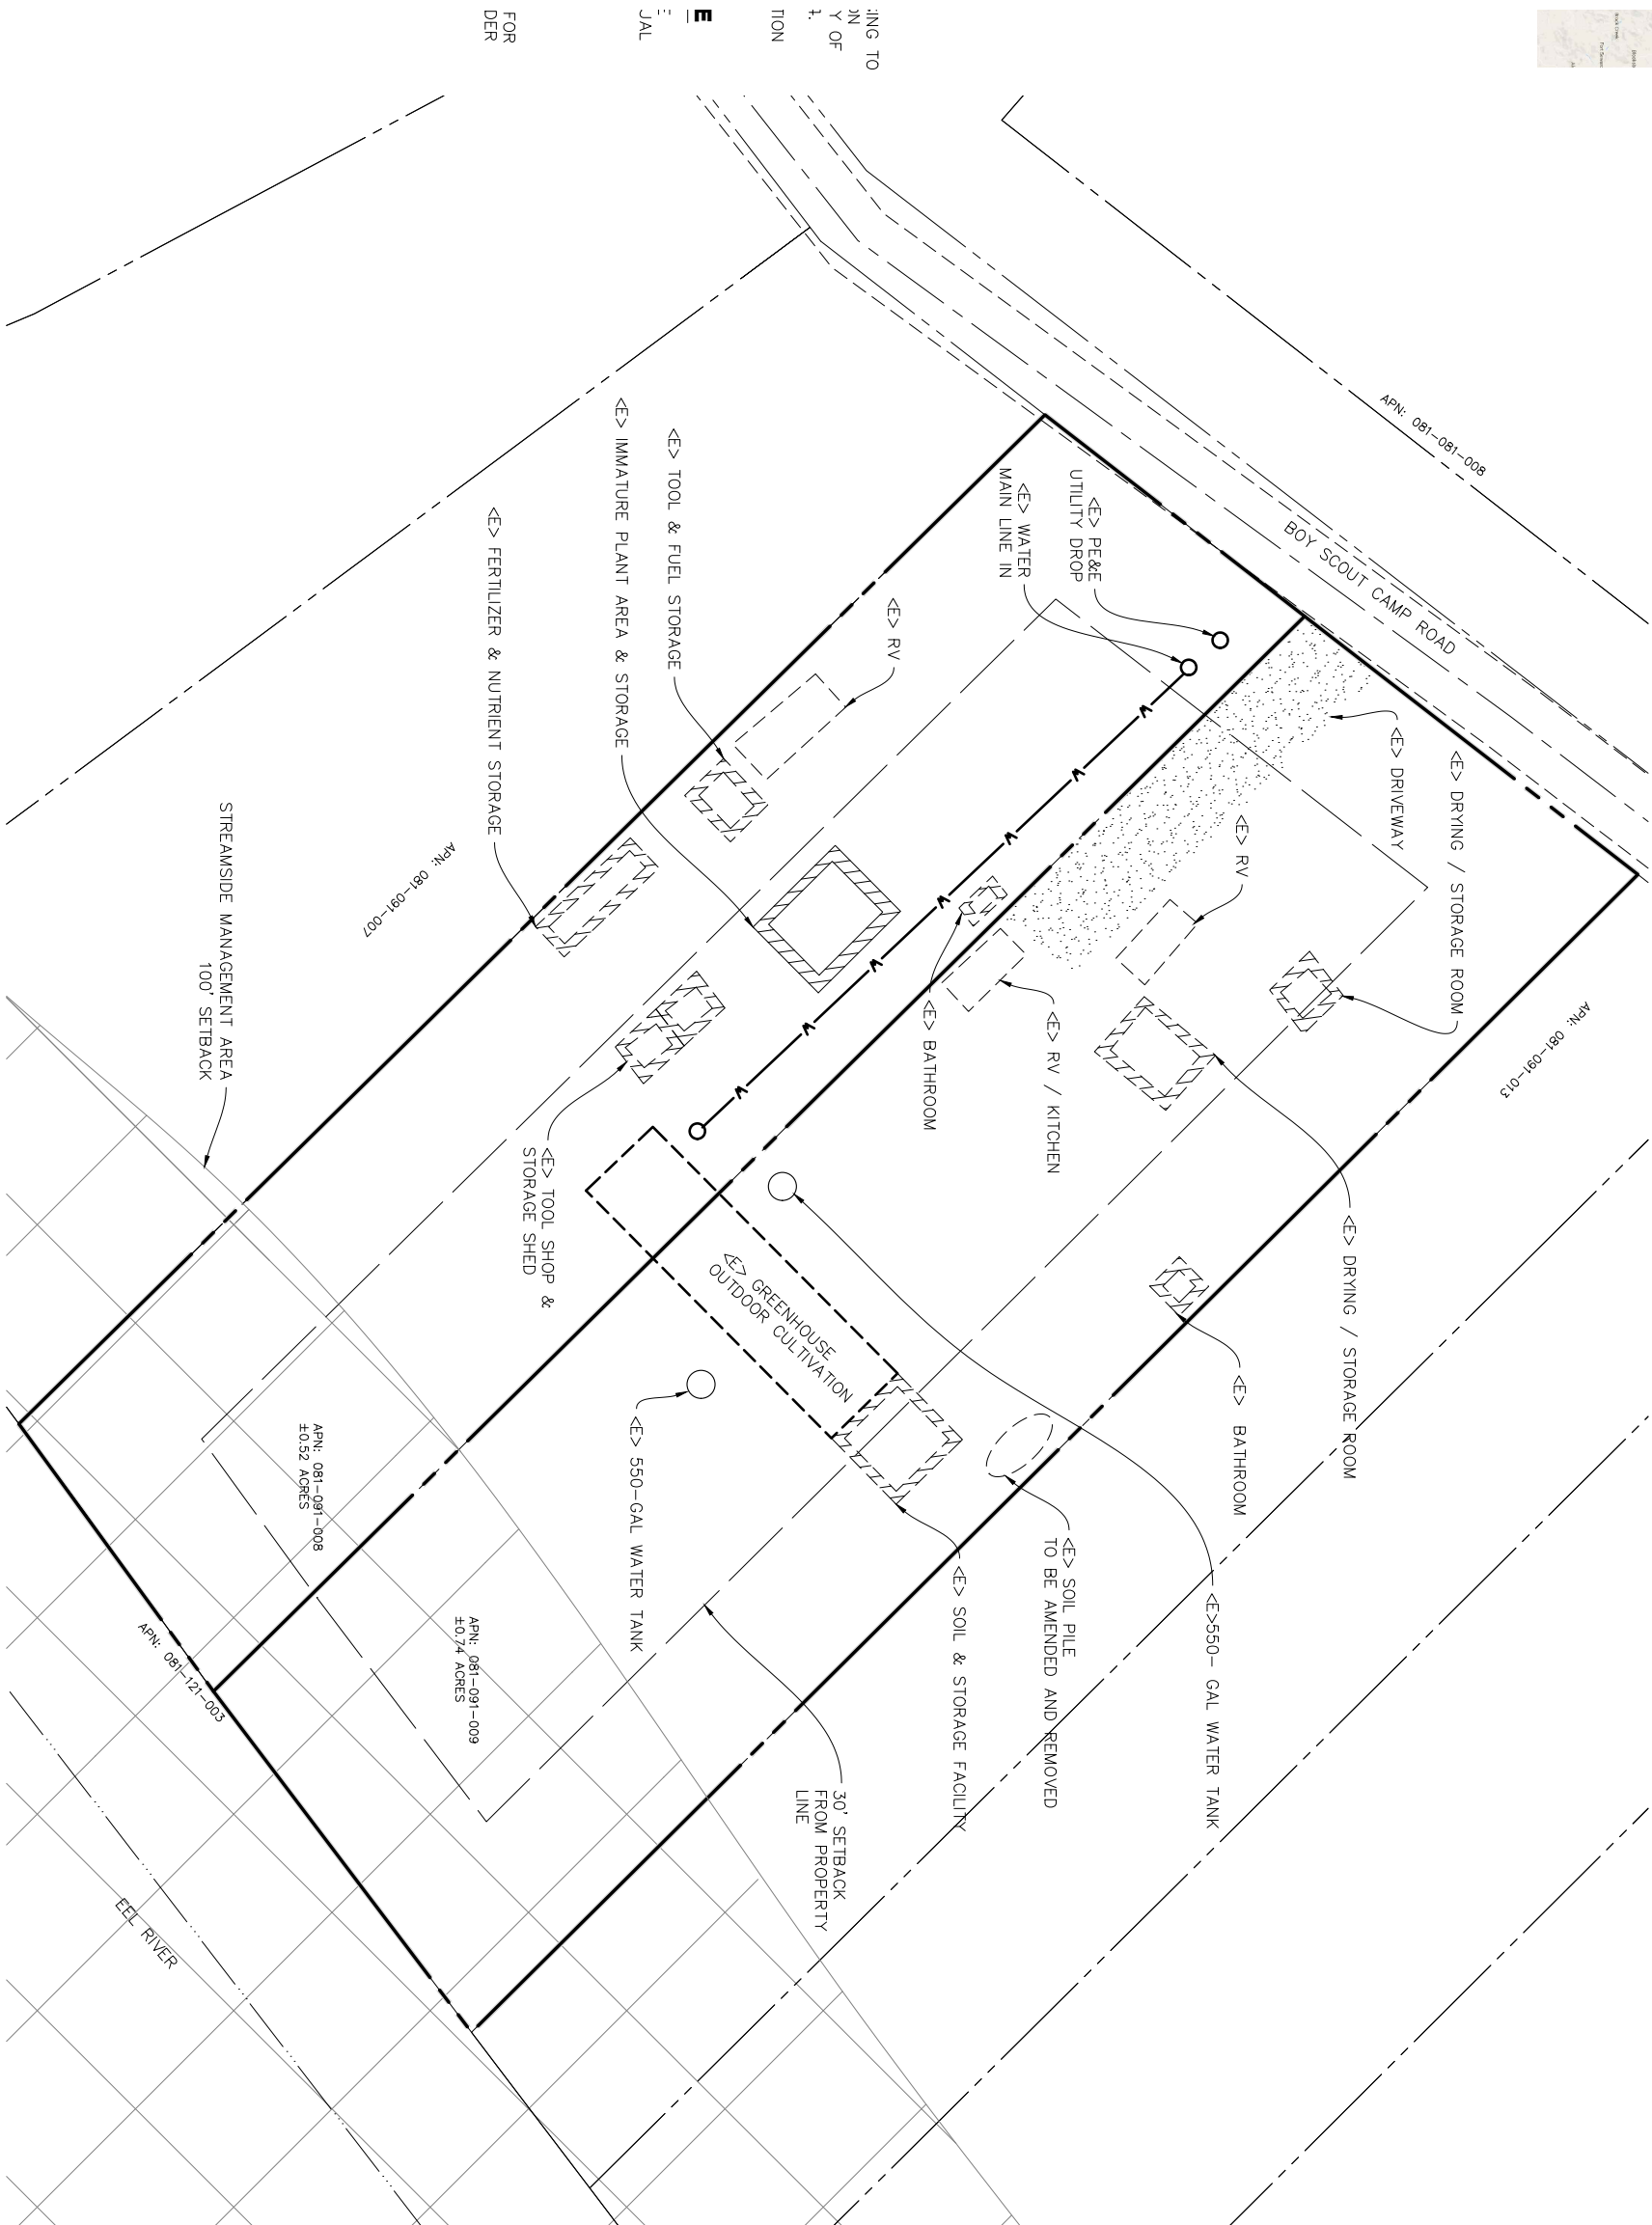 :ING TO
ON
Y OF
TION
E
JAL
FOR
DER
APN: 081-081-008
BOY SCOUT CAMP ROAD
<E> PE&E
UTILITY DROP
<E> WATER
MAIN LINE IN
<E> RV
<E> TOOL & FUEL STORAGE
<E> IMMATURE PLANT AREA & STORAGE
<E> FERTILIZER & NUTRIENT STORAGE
<E> DRYING / STORAGE ROOM
<E> DRIVEWAY
<E> RV
APN: 081-091-013
<E> BATHROOM
<E> RV / KITCHEN
APN: 081-091-007
STREAMSIDE MANAGEMENT AREA
100' SETBACK
<E> TOOL SHOP &
STORAGE SHED
<E> DRYING / STORAGE ROOM
<E> GREENHOUSE
OUTDOOR CULTIVATION
<E> BATHROOM
<E> 550-GAL WATER TANK
<E>550- GAL WATER TANK
<E> SOIL PILE
TO BE AMENDED AND REMOVED
<E> SOIL & STORAGE FACILITY
APN: 081-091-008
±0.52 ACRES
APN: 081-091-009
±0.74 ACRES
APN: 081-121-003
30' SETBACK
FROM PROPERTY
LINE
EEL RIVER